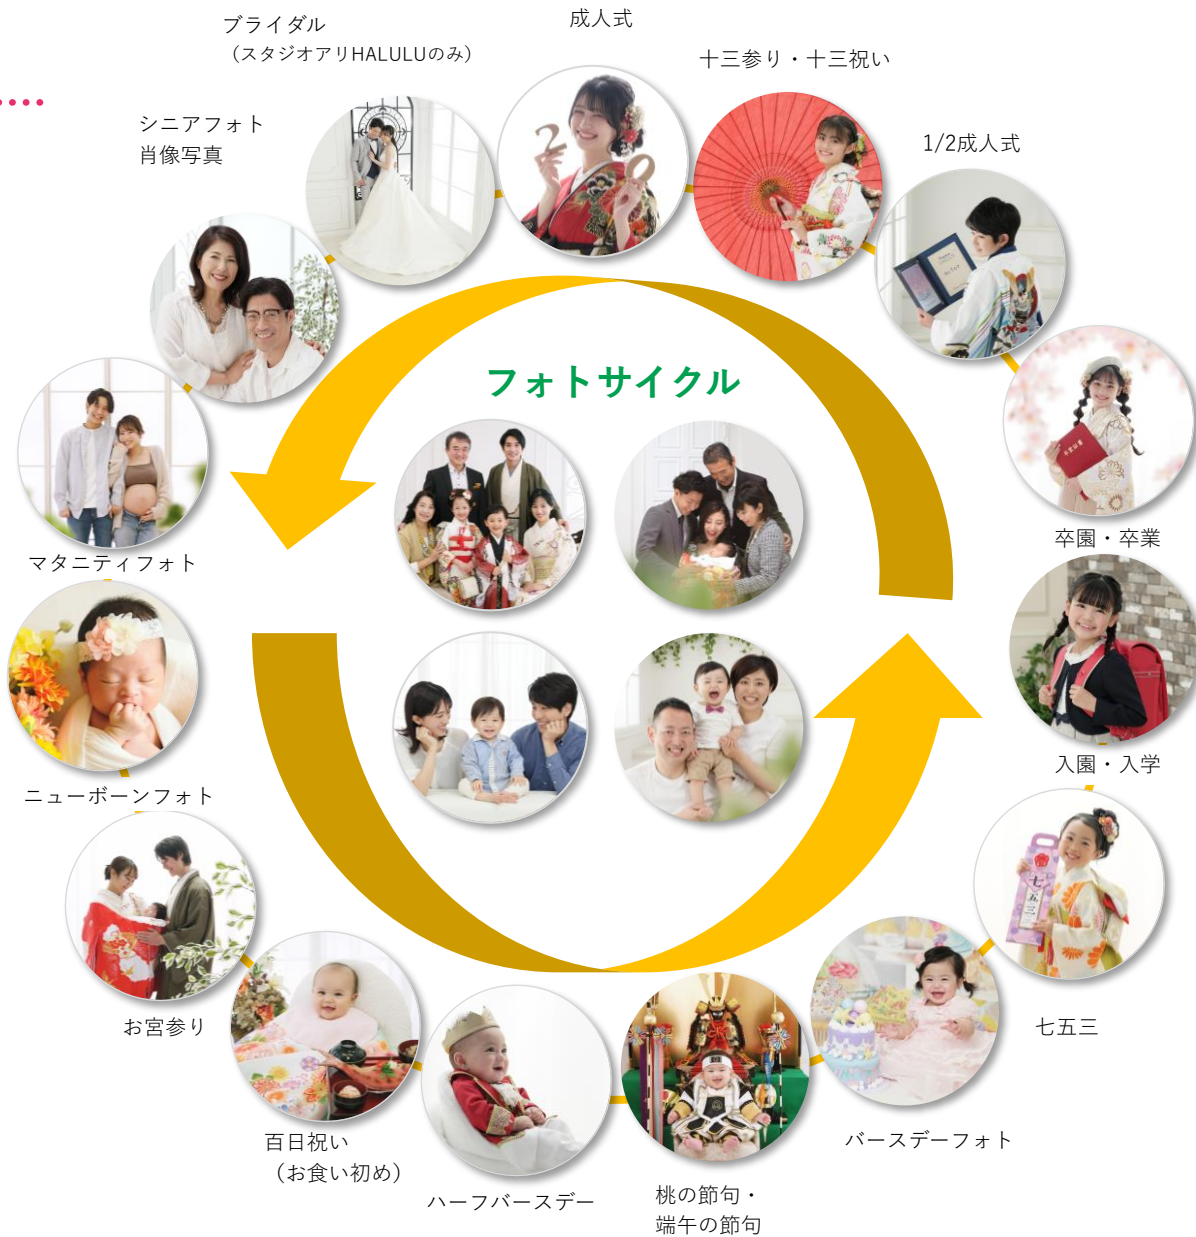 ブライダル
（スタジオアリHALULUのみ）
成人式
十三参り・十三祝い
1/2成人式
シニアフォト
肖像写真
フォトサイクル
卒園・卒業
マタニティフォト
入園・入学
ニューボーンフォト
七五三
お宮参り
七五三
百日祝い
（お食い初め）
ハーフバースデー
桃の節句・
端午の節句
バースデーフォト
20